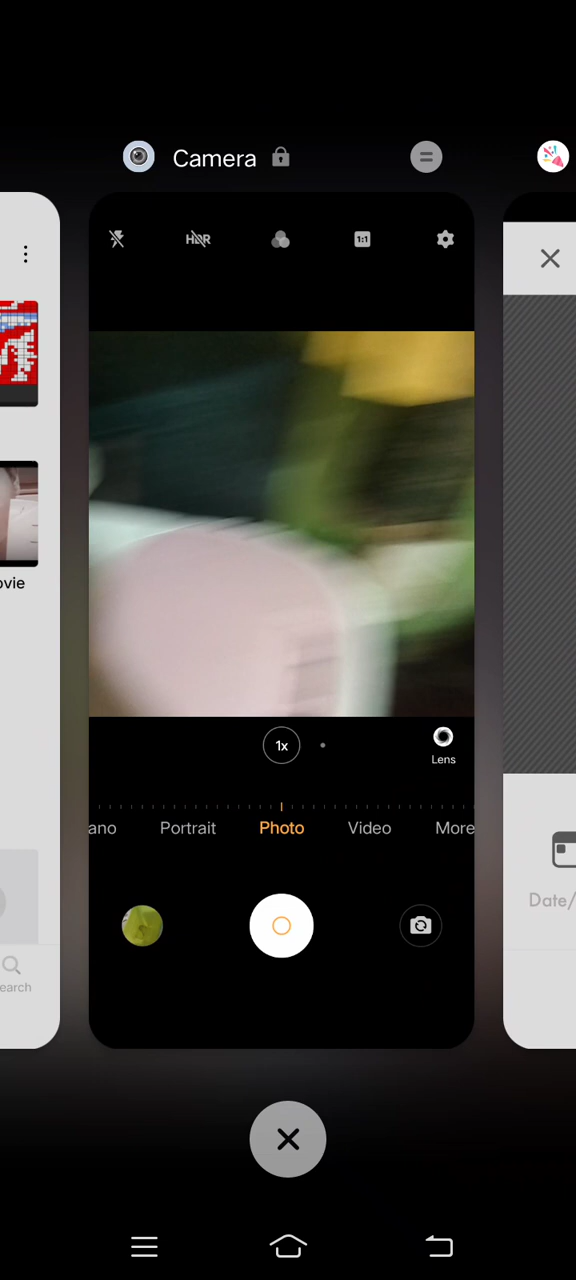 Camera
HDR
1:1
ovie
1x
Lens
ano
Portrait
Photo
Video
More
Date/
earch